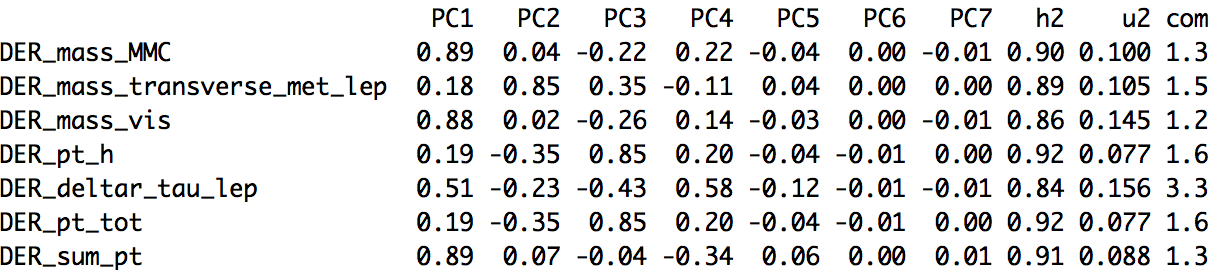 PC1 PC2 PC3 PC4 PC5 PC6 PC7 h2 u2 com
DER_mass_MMC 0.89 0.04 -0.22 0.22 -0.04 0.00 -0.01 0.90 0.100 1.3
DER_mass_transverse_met_lep 0.18 0.85 0.35 -0.11 0.04 0.00 0.00 0.89 0.105 1.5
DER_mass_vis 0.88 0.02 -0.26 0.14 -0.03 0.00 -0.01 0.86 0.145 1.2
DER_pt_h 0.19 -0.35 0.85 0.20 -0.04 -0.01 0.00 0.92 0.077 1.6
DER_deltar_tau_lep 0.51 -0.23 -0.43 0.58 -0.12 -0.01 -0.01 0.84 0.156 3.3
DER_pt_tot 0.19 -0.35 0.85 0.20 -0.04 -0.01 0.00 0.92 0.077 1.6
DER_sum_pt 0.89 0.07 -0.04 -0.34 0.06 0.00 0.01 0.91 0.088 1.3